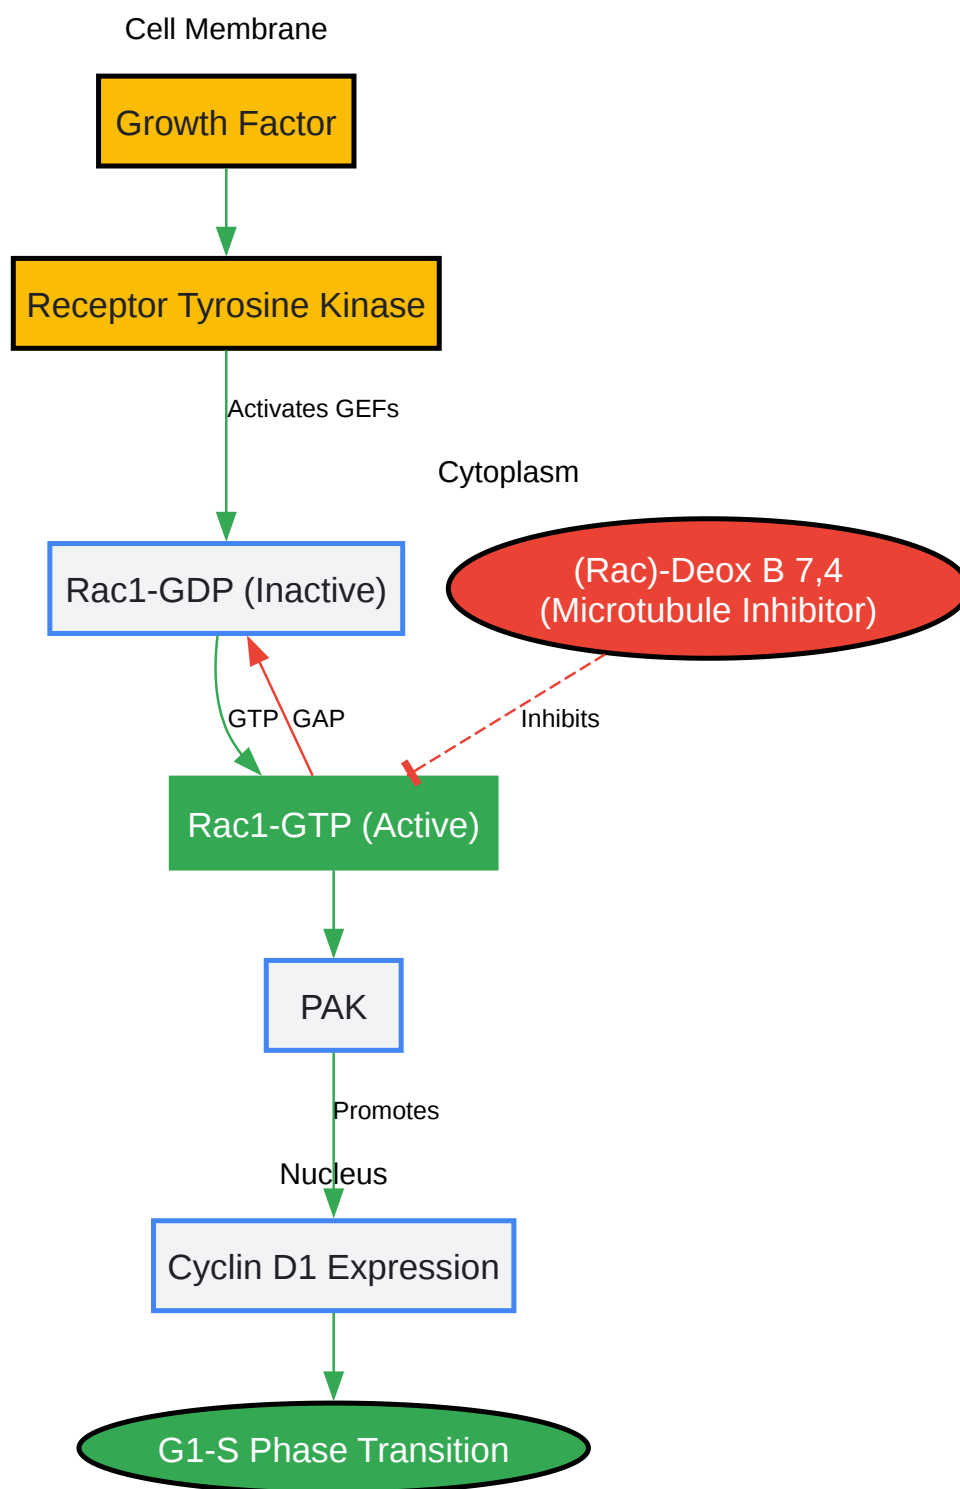 Cell Membrane
Growth Factor
Receptor Tyrosine Kinase
Activates GEFs
Cytoplasm
Rac1-GDP (Inactive)
(Rac)-Deox B 7,4
(Microtubule Inhibitor)
GTP
GAP
Inhibits
Rac1-GTP (Active)
PAK
Promotes
Nucleus
Cyclin D1 Expression
G1-S Phase Transition